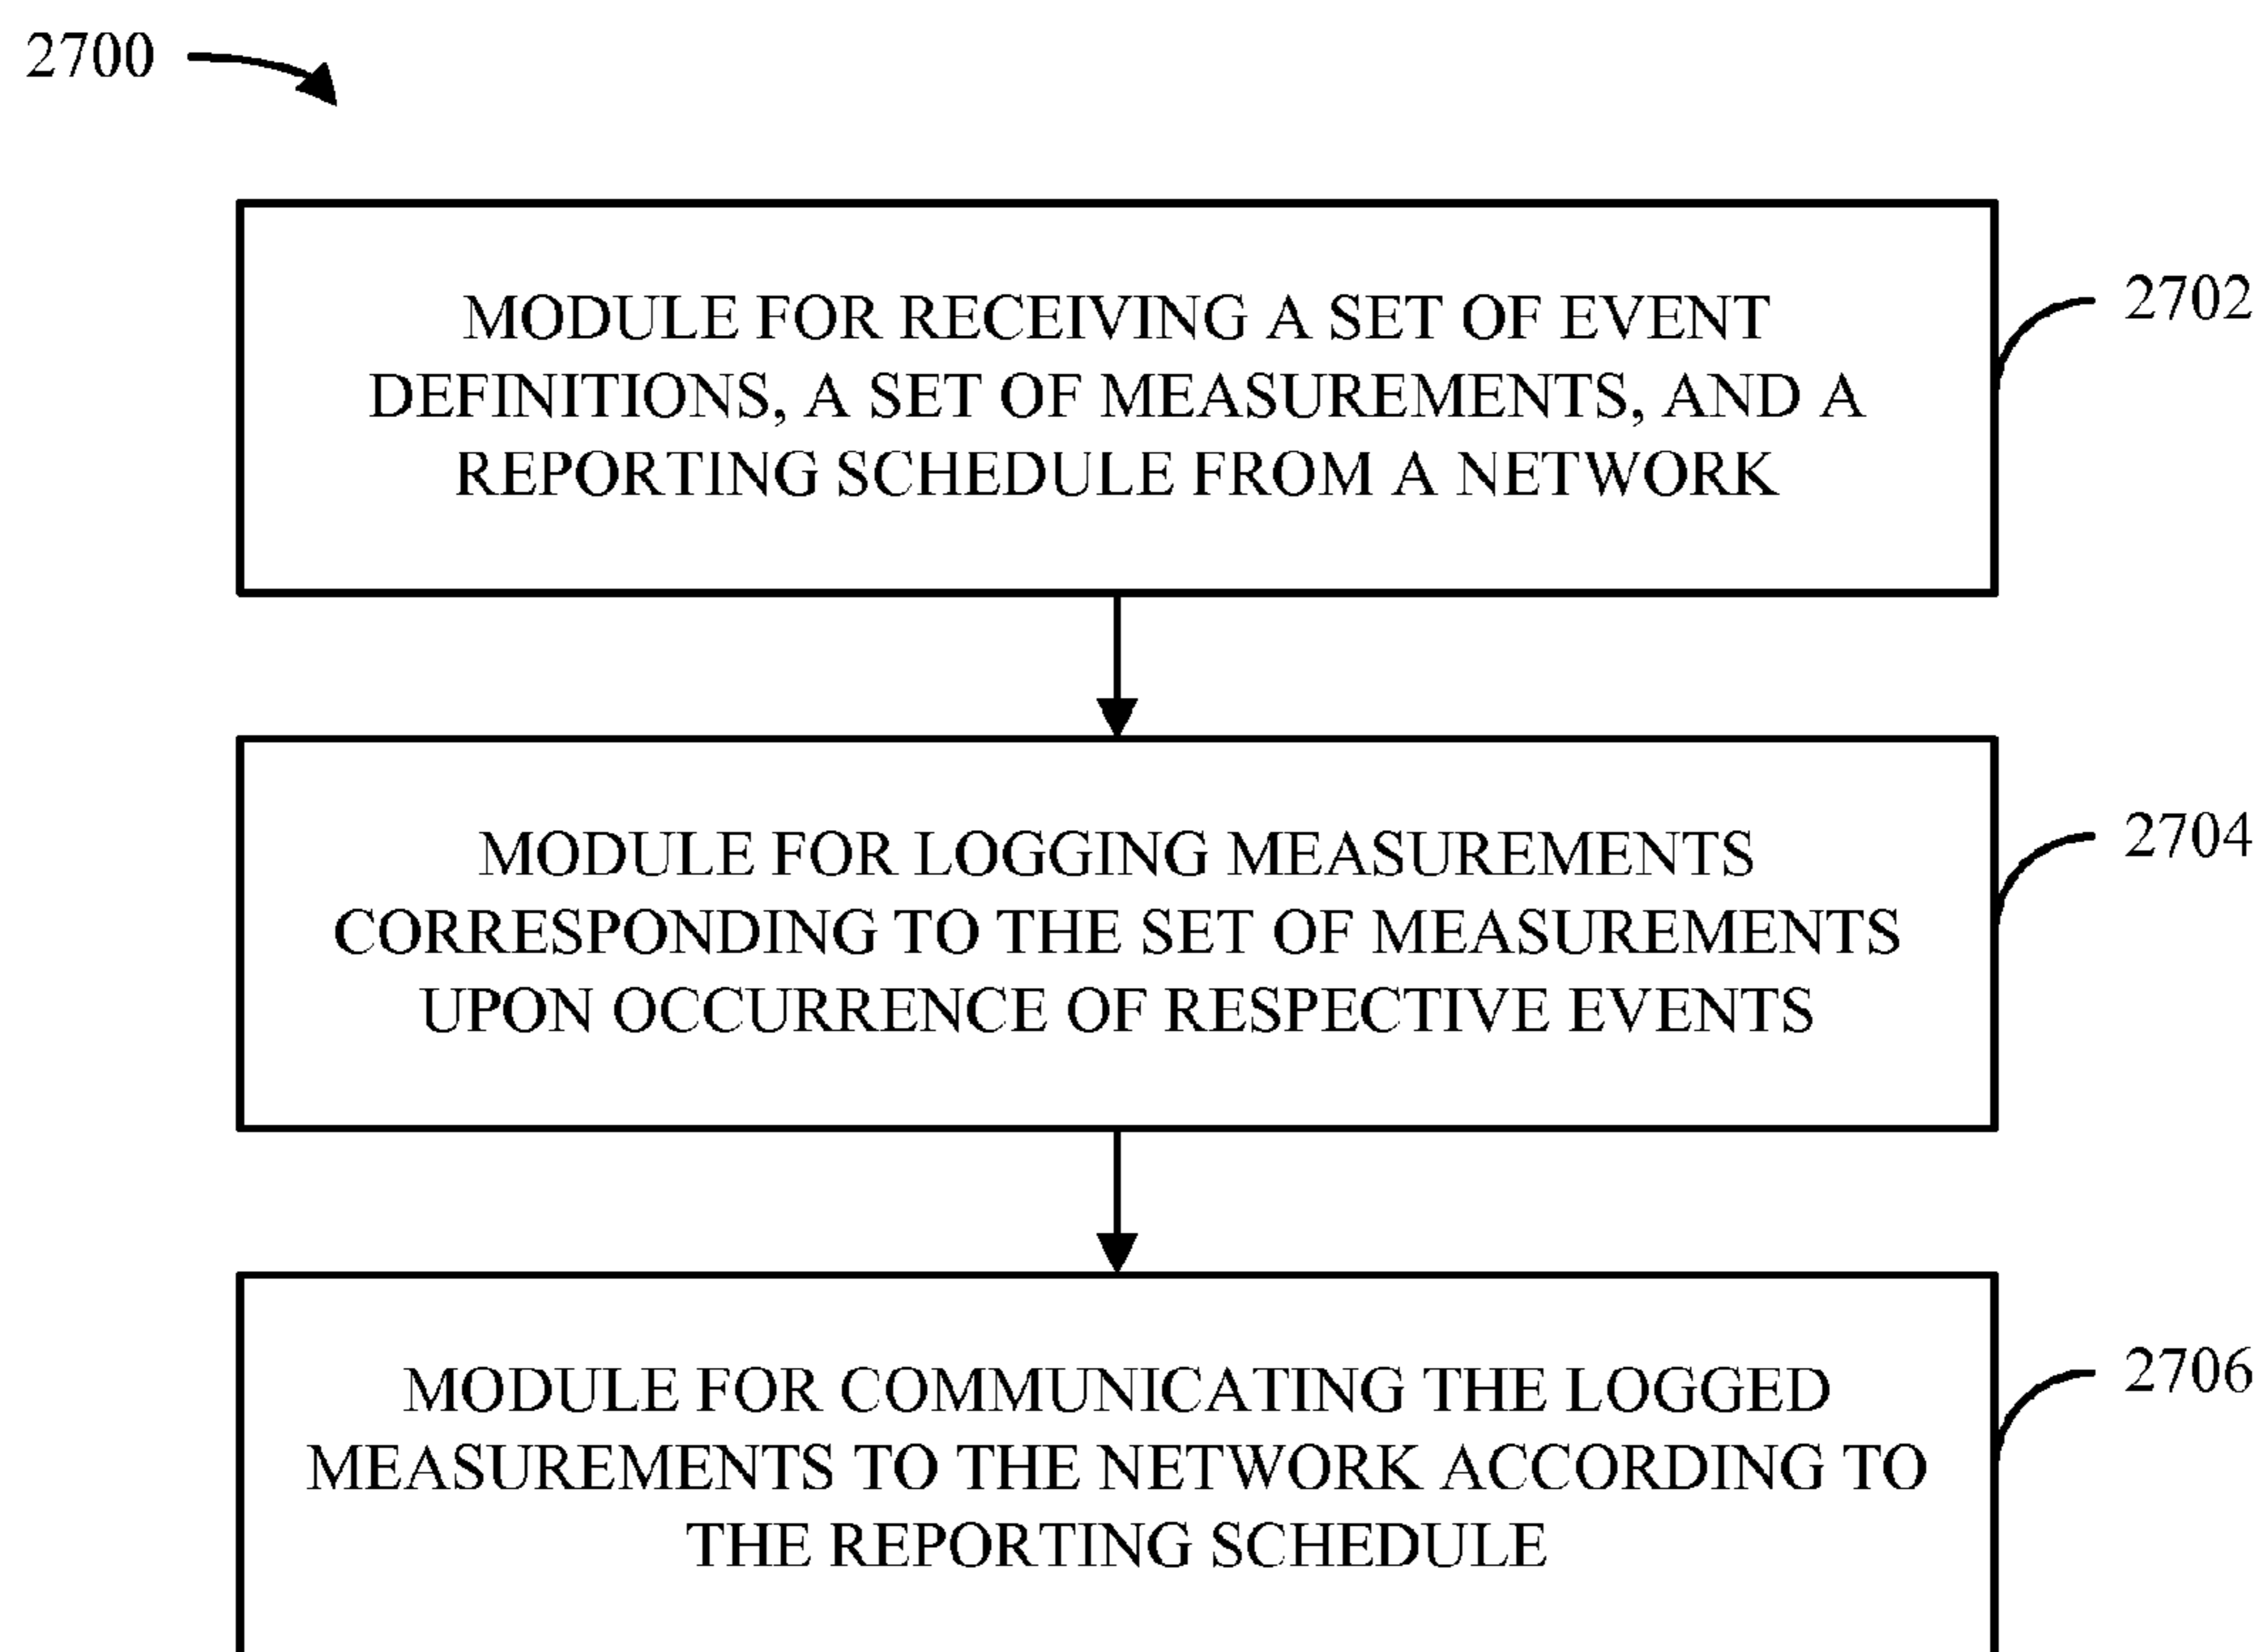 2700
MODULE FOR RECEIVING A SET OF EVENT
DEFINITIONS, A SET OF MEASUREMENTS, AND A
REPORTING SCHEDULE FROM A NETWORK
2702
MODULE FOR LOGGING MEASUREMENTS
CORRESPONDING TO THE SET OF MEASUREMENTS
UPON OCCURRENCE OF RESPECTIVE EVENTS
2704
MODULE FOR COMMUNICATING THE LOGGED
MEASUREMENTS TO THE NETWORK ACCORDING TO
THE REPORTING SCHEDULE
2706